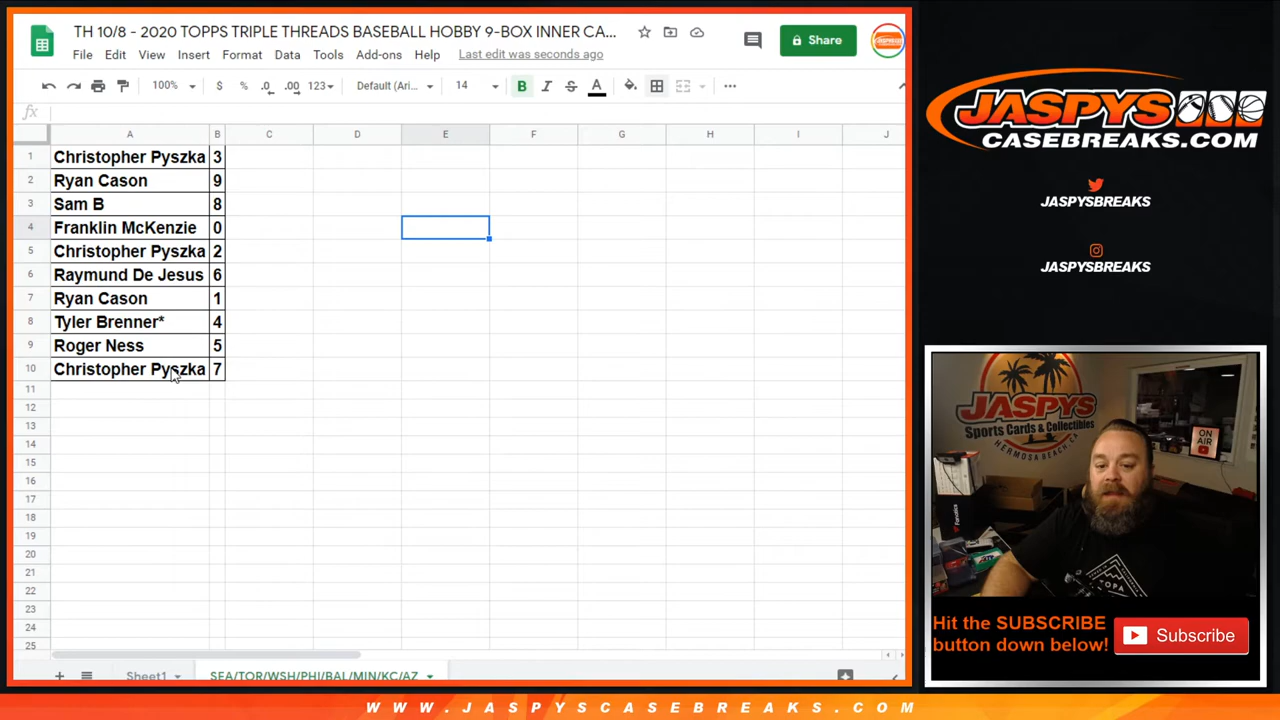 TH 10/8 - 2020 TOPPS TRIPLE THREADS BASEBALL HOBBY 9-BOX INNER CA...
File Edit View Insert Format Data Tools Add-ons Help Last edit was seconds ago
Share
100% $ % .0 .00 123 Default (Ari... 14 B I S A
fx
A B C D E F G H I J
1 Christopher Pyszka 3
2 Ryan Cason 9
3 Sam B 8
4 Franklin McKenzie 0
5 Christopher Pyszka 2
6 Raymund De Jesus 6
7 Ryan Cason 1
8 Tyler Brenner* 4
9 Roger Ness 5
10 Christopher Pyszka 7
11
12
13
14
15
16
17
18
19
20
21
22
23
24
25
Sheet1 SEA/TOR/WSH/PHI/BAL/MIN/KC/AZ
JASPYS
CASEBREAKS.COM
JASPYSBREAKS
JASPYSBREAKS
JASPYS
Sports Cards & Collectibles
HERMOSA BEACH, CA
ON
AIR
Fanatics
Hit the SUBSCRIBE
button down below!
Subscribe
WWW.JASPYSCASEBREAKS.COM